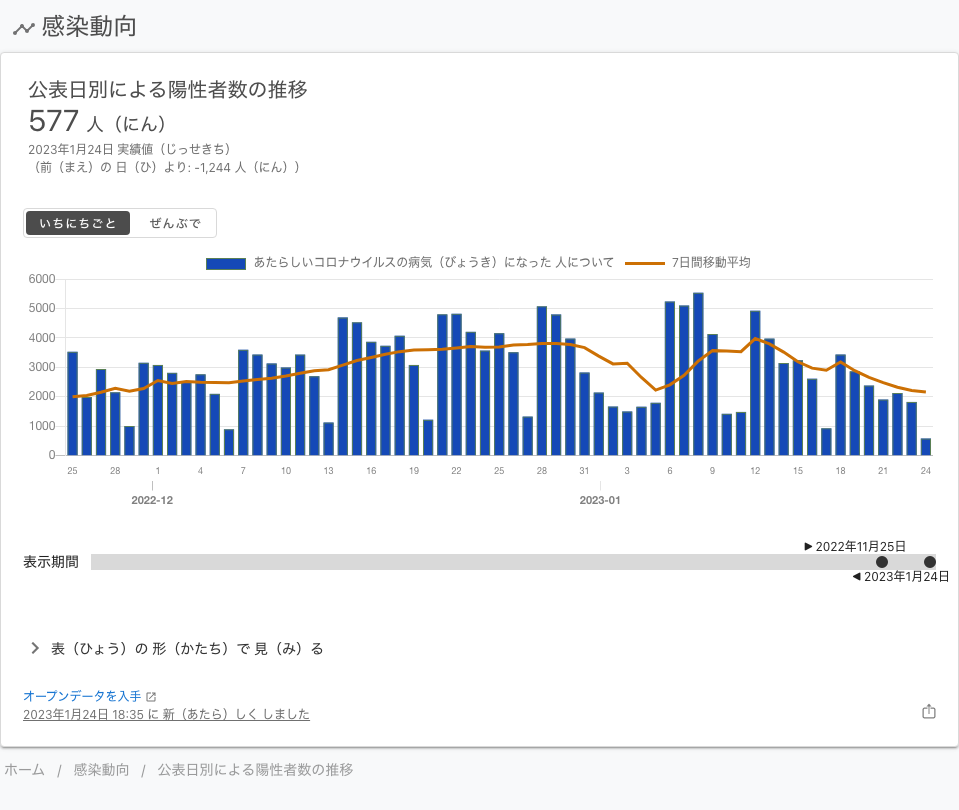 感染動向
公表日別による陽性者数の推移
577 人（にん）
2023年1月24日 実績値（じっせきち）
（前（まえ）の 日（ひ）より: -1,244 人（にん））
いちにちごと ぜんぶで
あたらしいコロナウイルスの病気（びょうき）になった 人について 7日間移動平均
6000
5000
4000
3000
2000
1000
0
25 28 1 4 7 10 13 16 19 22 25 28 31 3 6 9 12 15 18 21 24
2022-12 2023-01
2022年11月25日
表示期間
2023年1月24日
表（ひょう）の 形（かたち）で 見（み）る
オープンデータを入手
2023年1月24日 18:35 に 新（あたら）しく しました
ホーム / 感染動向 / 公表日別による陽性者数の推移